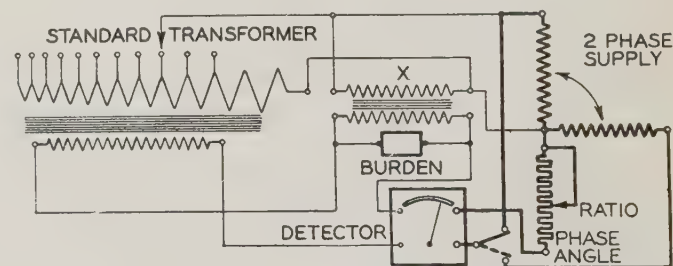 STANDARD TRANSFORMER
2 PHASE
SUPPLY
X
BURDEN
DETECTOR
RATIO
PHASE
ANGLE